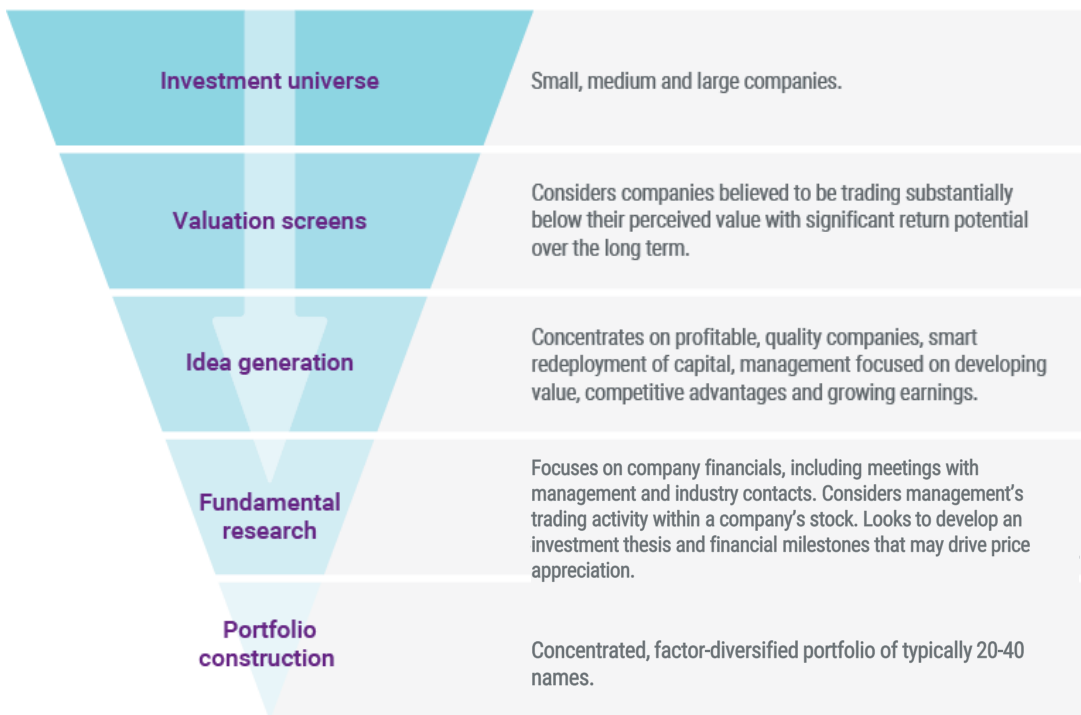 Investment universe
Small, medium and large companies.
Valuation screens
Considers companies believed to be trading substantially
below their perceived value with significant return potential
over the long term.
Idea generation
Concentrates on profitable, quality companies, smart
redeployment of capital, management focused on developing
value, competitive advantages and growing earnings.
Fundamental
research
Focuses on company financials, including meetings with
management and industry contacts. Considers management’s
trading activity within a company’s stock. Looks to develop an
investment thesis and financial milestones that may drive price
appreciation.
Portfolio
construction
Concentrated, factor-diversified portfolio of typically 20-40
names.